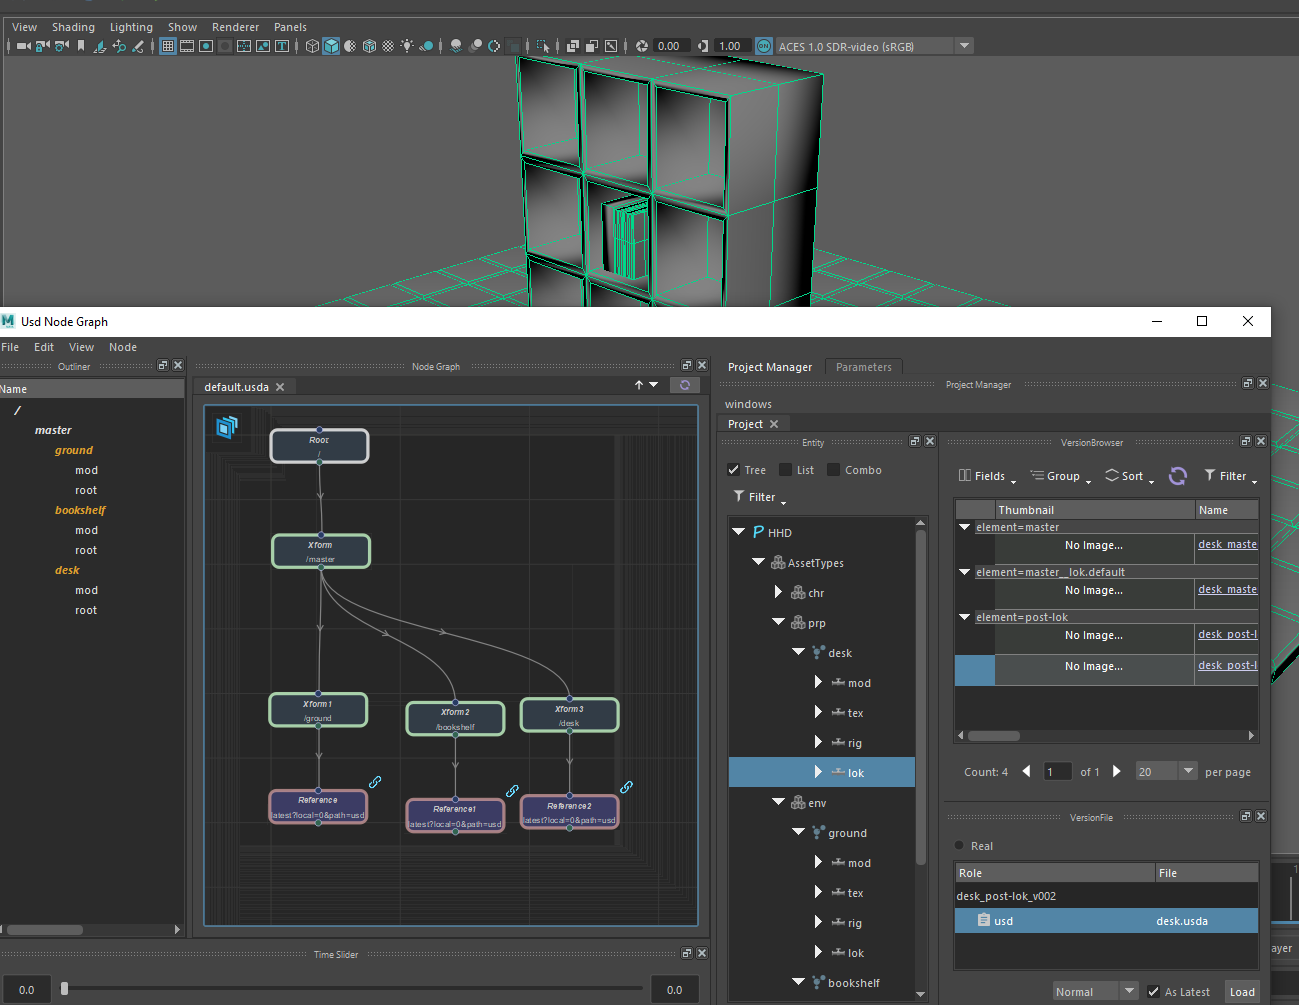 View Shading Lighting Show Renderer Panels
0.00 1.00 ON ACES 1.0 SDR-video (sRGB)
M Usd Node Graph
File Edit View Node
Outliner
Name
/
master
ground
mod
root
bookshelf
mod
root
desk
mod
root
Node Graph
default.usda
Root
/
Xform
/master
Xform1
/ground
Xform2
/bookshelf
Xform3
/desk
Reference
latest?local=0&path=usd
Reference1
latest?local=0&path=usd
Reference2
latest?local=0&path=usd
Time Slider
0.0 0.0
Project Manager Parameters
Project Manager
windows
Project
Entity
Tree List Combo
Filter
P HHD
AssetTypes
chr
prp
desk
mod
tex
rig
lok
env
ground
mod
tex
rig
lok
bookshelf
VersionBrowser
Fields Group Sort Filter
Thumbnail Name
element=master
No Image... desk_maste
element=master__lok.default
No Image... desk_maste
element=post-lok
No Image... desk_post-l
No Image... desk_post-l
Count: 4 1 of 1 20 per page
VersionFile
Real
Role File
desk_post-lok_v002
usd desk.usda
Normal As Latest Load
ayer
1